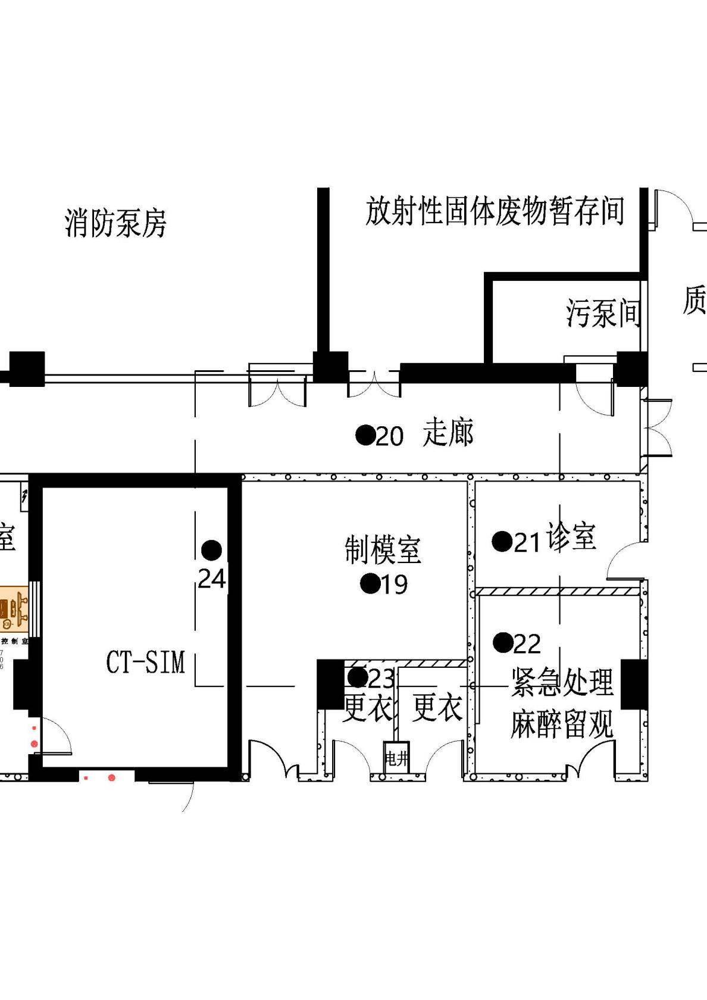 消防泵房
放射性固体废物暂存间
污泵间
质
20 走廊
室
21 诊室
制模室
19
24
控制室
706
22
CT-SIM
23
紧急处理
更衣
更衣
麻醉留观
电井